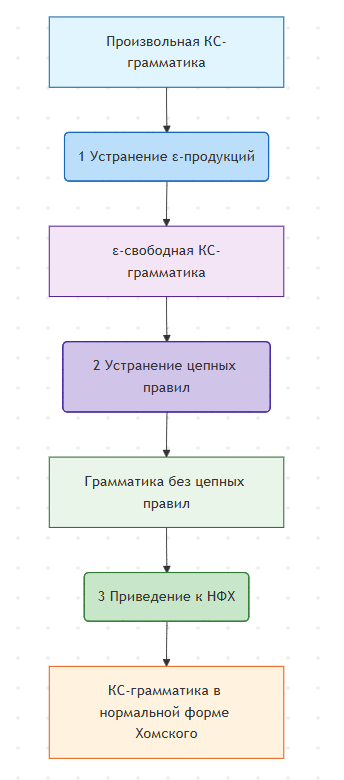 Произвольная КС-
грамматика
1 Устранение ε-продукций
ε-свободная КС-
грамматика
2 Устранение цепных
правил
Грамматика без цепных
правил
3 Приведение к НФХ
КС-грамматика в
нормальной форме
Хомского